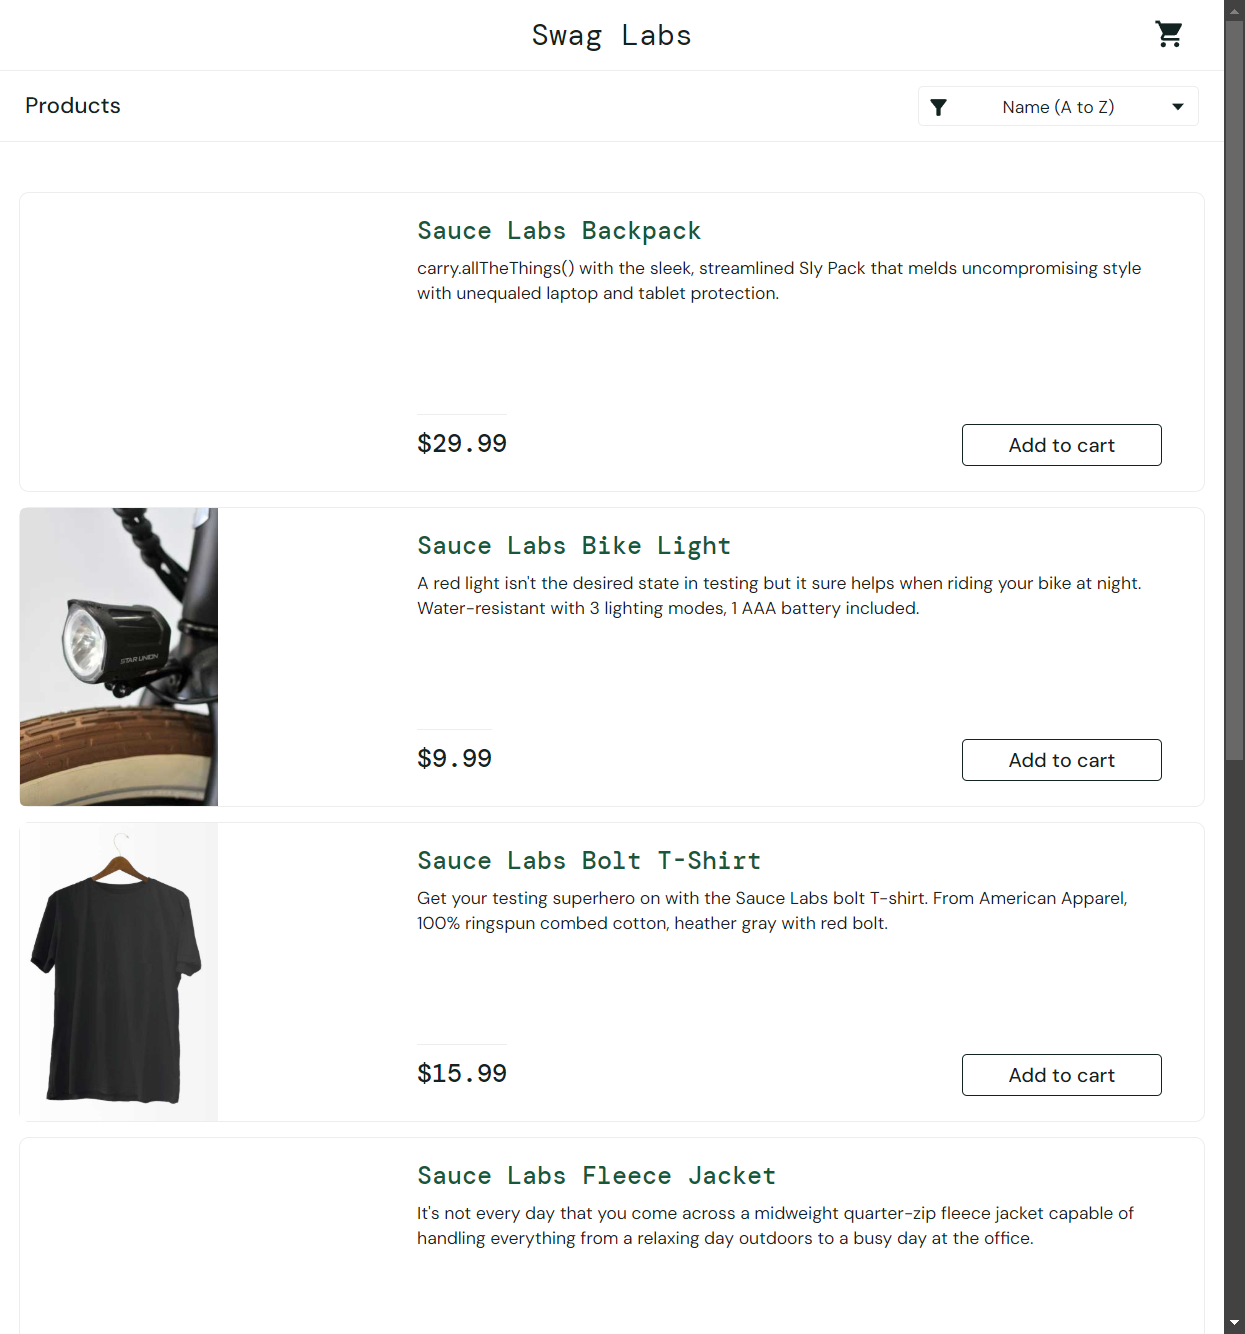 Swag Labs
Products
Name (A to Z)
Sauce Labs Backpack
carry.allTheThings() with the sleek, streamlined Sly Pack that melds uncompromising style
with unequaled laptop and tablet protection.
$29.99
Add to cart
Sauce Labs Bike Light
A red light isn't the desired state in testing but it sure helps when riding your bike at night.
Water-resistant with 3 lighting modes, 1 AAA battery included.
STAR UNION
$9.99
Add to cart
Sauce Labs Bolt T-Shirt
Get your testing superhero on with the Sauce Labs bolt T-shirt. From American Apparel,
100% ringspun combed cotton, heather gray with red bolt.
$15.99
Add to cart
Sauce Labs Fleece Jacket
It's not every day that you come across a midweight quarter-zip fleece jacket capable of
handling everything from a relaxing day outdoors to a busy day at the office.